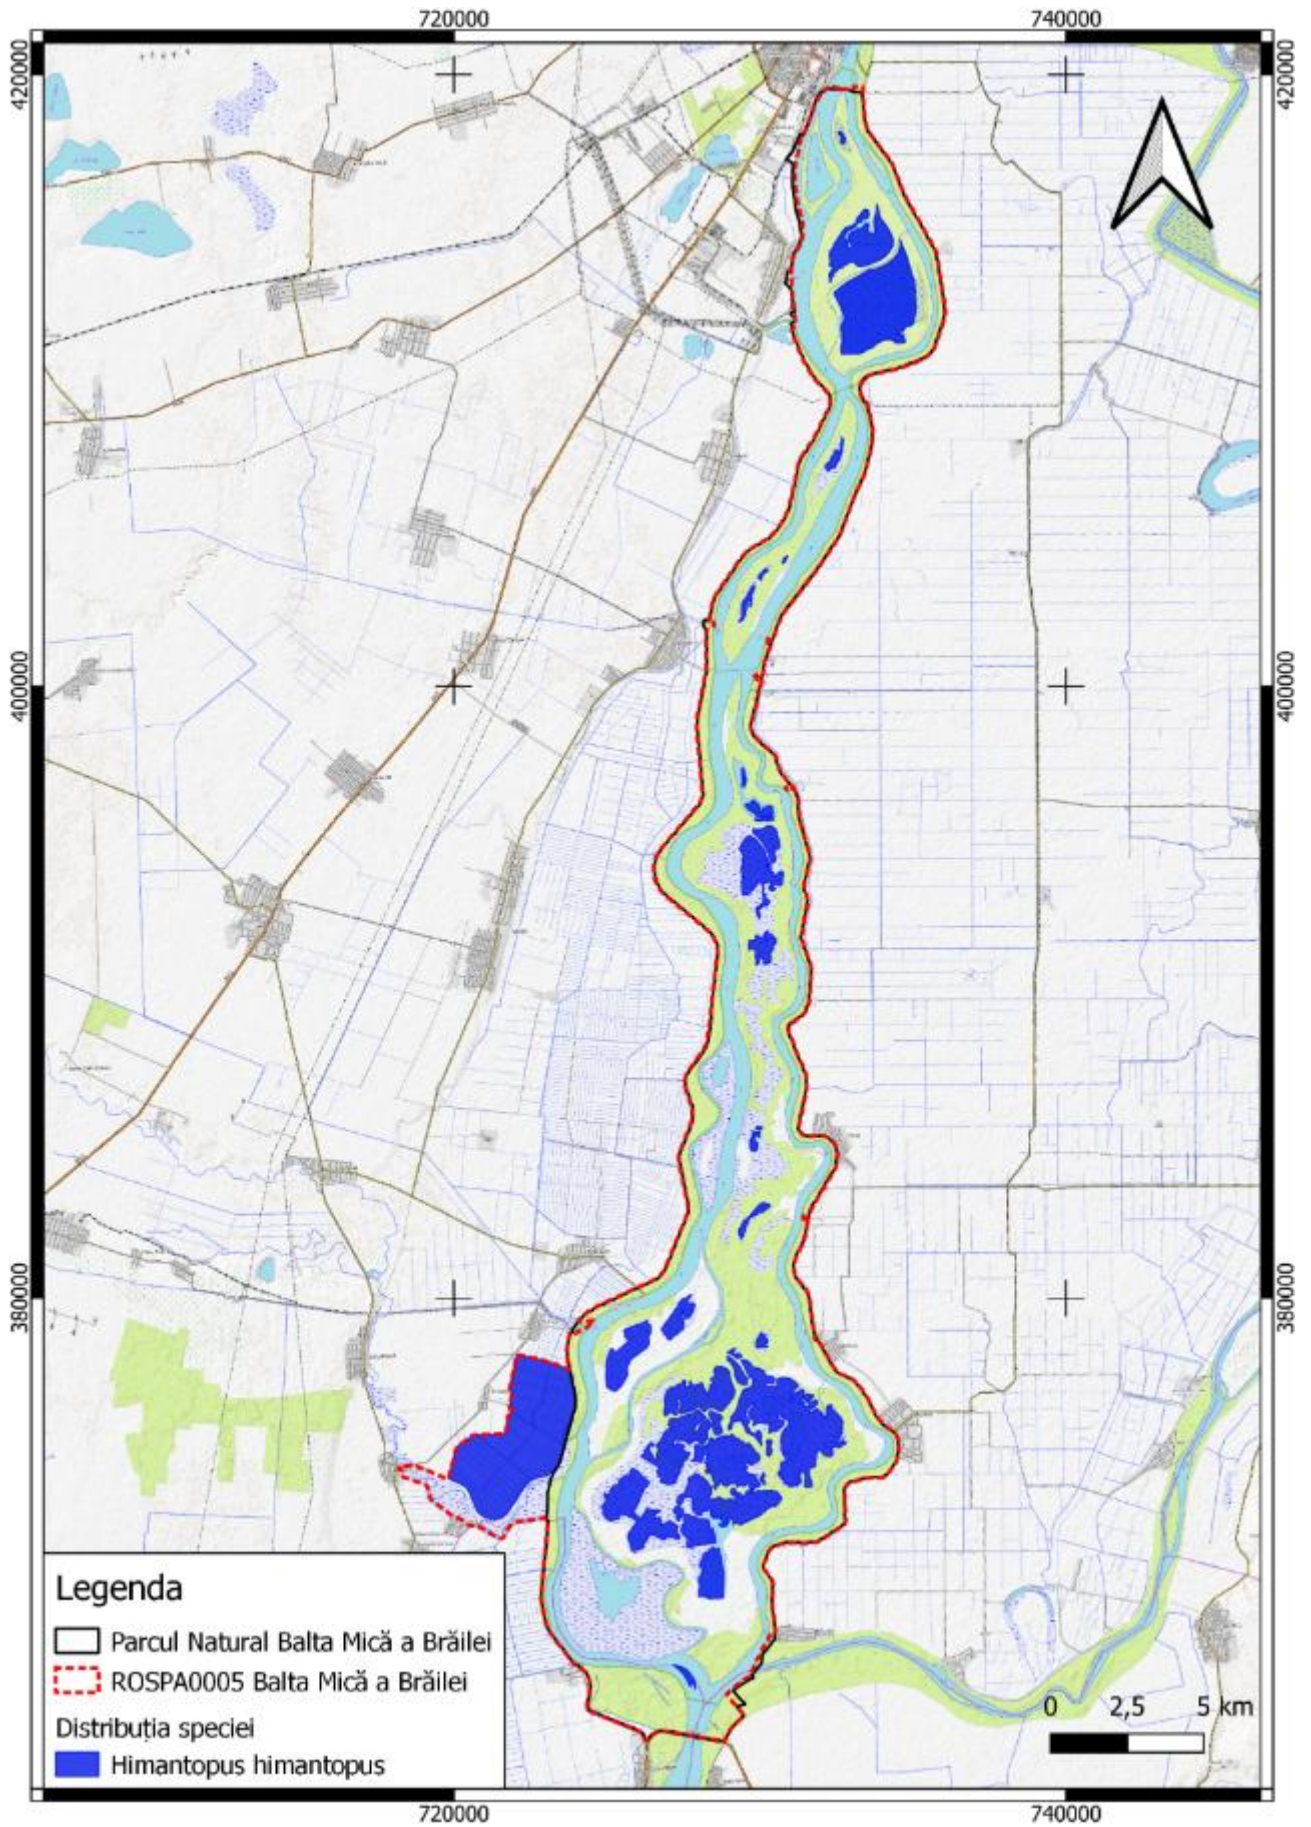 720000 740000
420000 420000
400000 400000
380000 380000
Legenda
Parcul Natural Balta Mică a Brăilei
ROSPA0005 Balta Mică a Brăilei
Distribuția speciei
Himantopus himantopus
0 2,5 5 km
720000 740000